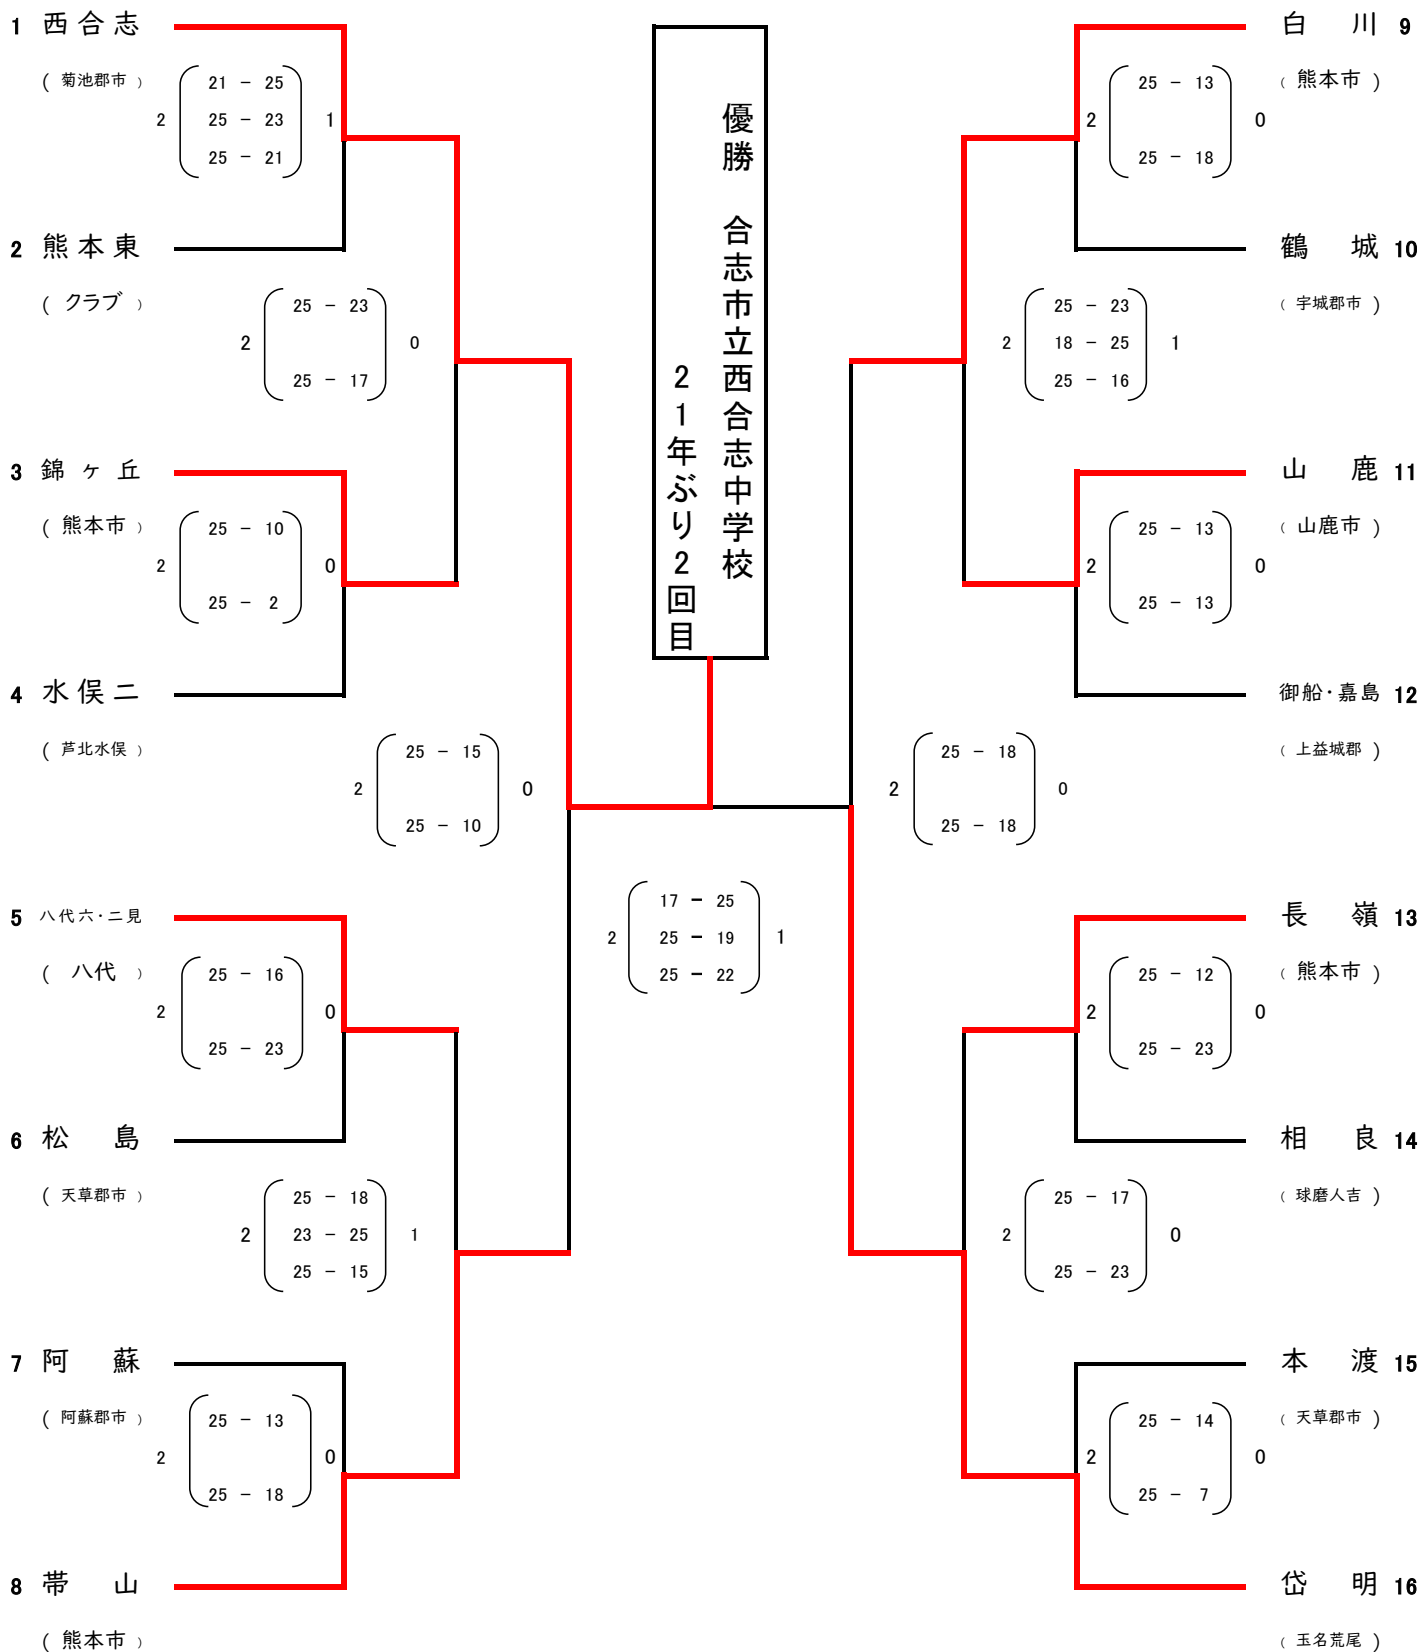 1 西合志
( 菊池郡市 )
2 21 － 25 1
25 － 23
25 － 21
2 熊本東
( クラブ )
2 25 － 23 0
25 － 17
3 錦ヶ丘
( 熊本市 )
2 25 － 10 0
25 － 2
4 水俣二
( 芦北水俣 )
2 25 － 15 0
25 － 10
5 八代六・二見
( 八代 )
2 25 － 16 0
25 － 23
6 松島
( 天草郡市 )
2 25 － 18 1
23 － 25
25 － 15
7 阿蘇
( 阿蘇郡市 )
2 25 － 13 0
25 － 18
8 帯山
( 熊本市 )
優勝 合志市立西合志中学校
21年ぶり2回目
2 17 － 25 1
25 － 19
25 － 22
白川 9
( 熊本市 )
2 25 － 13 0
25 － 18
鶴城 10
( 宇城郡市 )
2 25 － 23 1
18 － 25
25 － 16
山鹿 11
( 山鹿市 )
2 25 － 13 0
25 － 13
御船・嘉島 12
( 上益城郡 )
2 25 － 18 0
25 － 18
長嶺 13
( 熊本市 )
2 25 － 12 0
25 － 23
相良 14
( 球磨人吉 )
2 25 － 17 0
25 － 23
本渡 15
( 天草郡市 )
2 25 － 14 0
25 － 7
岱明 16
( 玉名荒尾 )